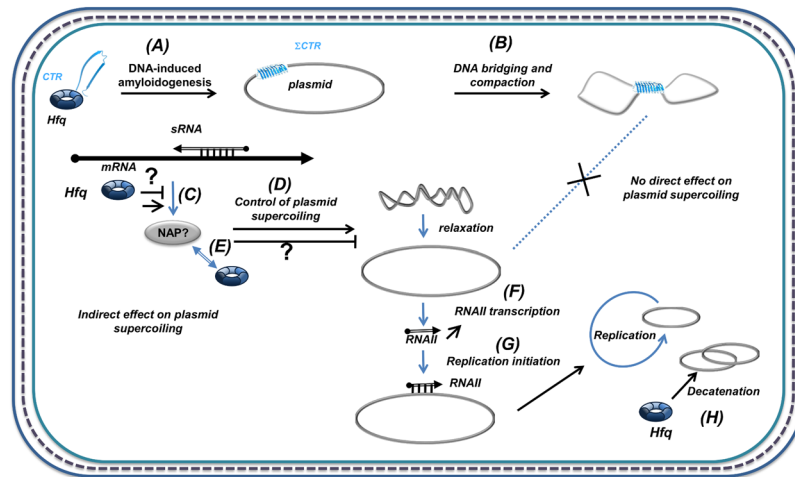 (A)
(B)
CTR
DNA-induced
amyloidogenesis
ΣCTR
plasmid
DNA bridging and
compaction
Hfq
sRNA
mRNA
Hfq
?
(C)
(D)
Control of plasmid
supercoiling
?
NAP?
(E)
No direct effect on
plasmid supercoiling
relaxation
Indirect effect on plasmid
supercoiling
(F)
RNAII transcription
RNAII
(G)
Replication initiation
RNAII
Replication
Decatenation
Hfq
(H)